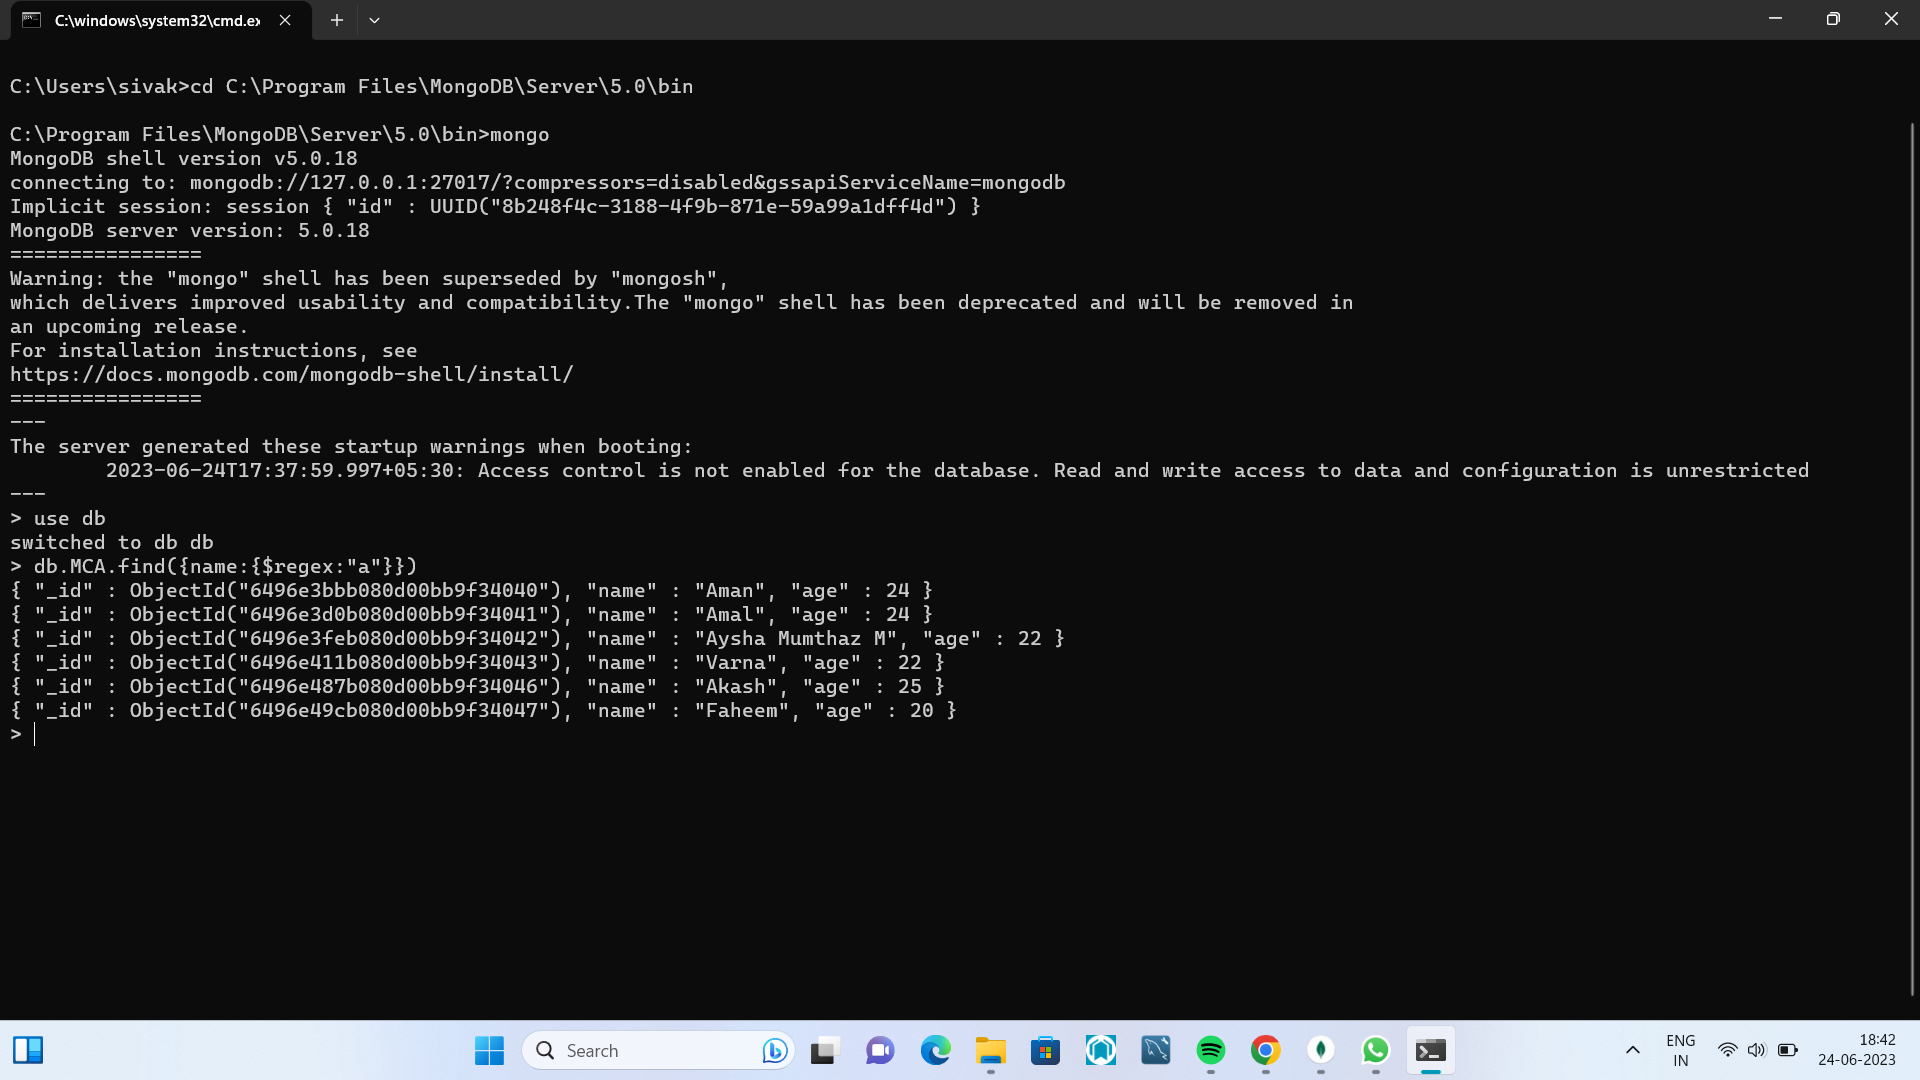 C:\windows\system32\cmd.ex
C:\Users\sivak>cd C:\Program Files\MongoDB\Server\5.0\bin
C:\Program Files\MongoDB\Server\5.0\bin>mongo
MongoDB shell version v5.0.18
connecting to: mongodb://127.0.0.1:27017/?compressors=disabled&gssapiServiceName=mongodb
Implicit session: session { "id" : UUID("8b248f4c-3188-4f9b-871e-59a99a1dff4d") }
MongoDB server version: 5.0.18
================
Warning: the "mongo" shell has been superseded by "mongosh",
which delivers improved usability and compatibility.The "mongo" shell has been deprecated and will be removed in
an upcoming release.
For installation instructions, see
https://docs.mongodb.com/mongodb-shell/install/
================
---
The server generated these startup warnings when booting:
        2023-06-24T17:37:59.997+05:30: Access control is not enabled for the database. Read and write access to data and configuration is unrestricted
---
> use db
switched to db db
> db.MCA.find({name:{$regex:"a"}})
{ "_id" : ObjectId("6496e3bbb080d00bb9f34040"), "name" : "Aman", "age" : 24 }
{ "_id" : ObjectId("6496e3d0b080d00bb9f34041"), "name" : "Amal", "age" : 24 }
{ "_id" : ObjectId("6496e3feb080d00bb9f34042"), "name" : "Aysha Mumthaz M", "age" : 22 }
{ "_id" : ObjectId("6496e411b080d00bb9f34043"), "name" : "Varna", "age" : 22 }
{ "_id" : ObjectId("6496e487b080d00bb9f34046"), "name" : "Akash", "age" : 25 }
{ "_id" : ObjectId("6496e49cb080d00bb9f34047"), "name" : "Faheem", "age" : 20 }
>
Search
ENG
IN
18:42
24-06-2023